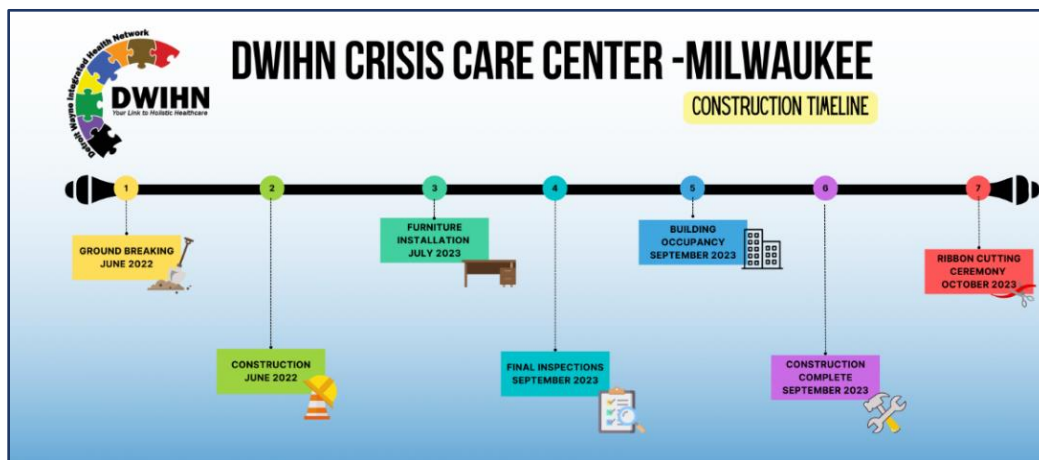 Detroit Wayne Integrated Health Network
DWIHN
Your Link to Holistic Healthcare
DWIHN CRISIS CARE CENTER -MILWAUKEE
CONSTRUCTION TIMELINE
1
2
3
4
5
6
7
GROUND BREAKING
JUNE 2022
CONSTRUCTION
JUNE 2022
FURNITURE
INSTALLATION
JULY 2023
FINAL INSPECTIONS
SEPTEMBER 2023
BUILDING
OCCUPANCY
SEPTEMBER 2023
CONSTRUCTION
COMPLETE
SEPTEMBER 2023
RIBBON CUTTING
CEREMONY
OCTOBER 2023